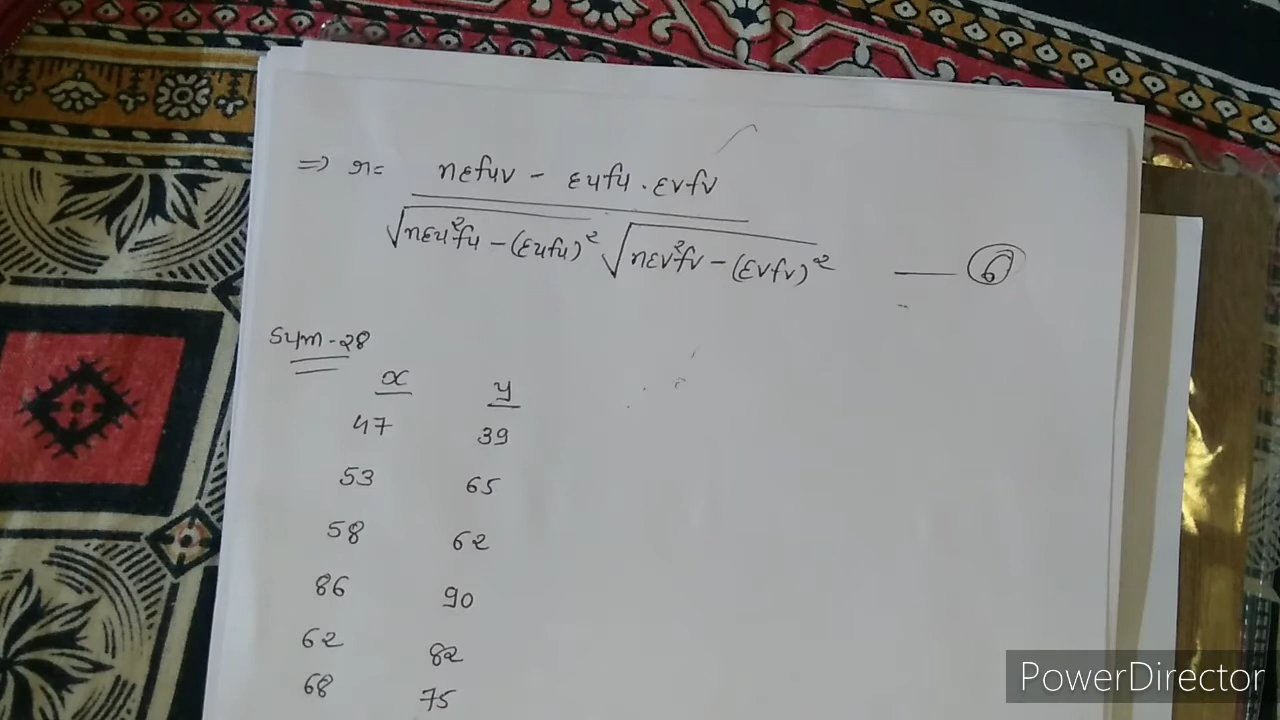 ⇒ r= nΣfuv - Σufu . Σvfv
√nΣu²fu - (Σufu)² √nΣv²fv - (Σvfv)² —— 6
Sum-28
x y
47 39
53 65
58 62
86 90
62 82
68 75
PowerDirector